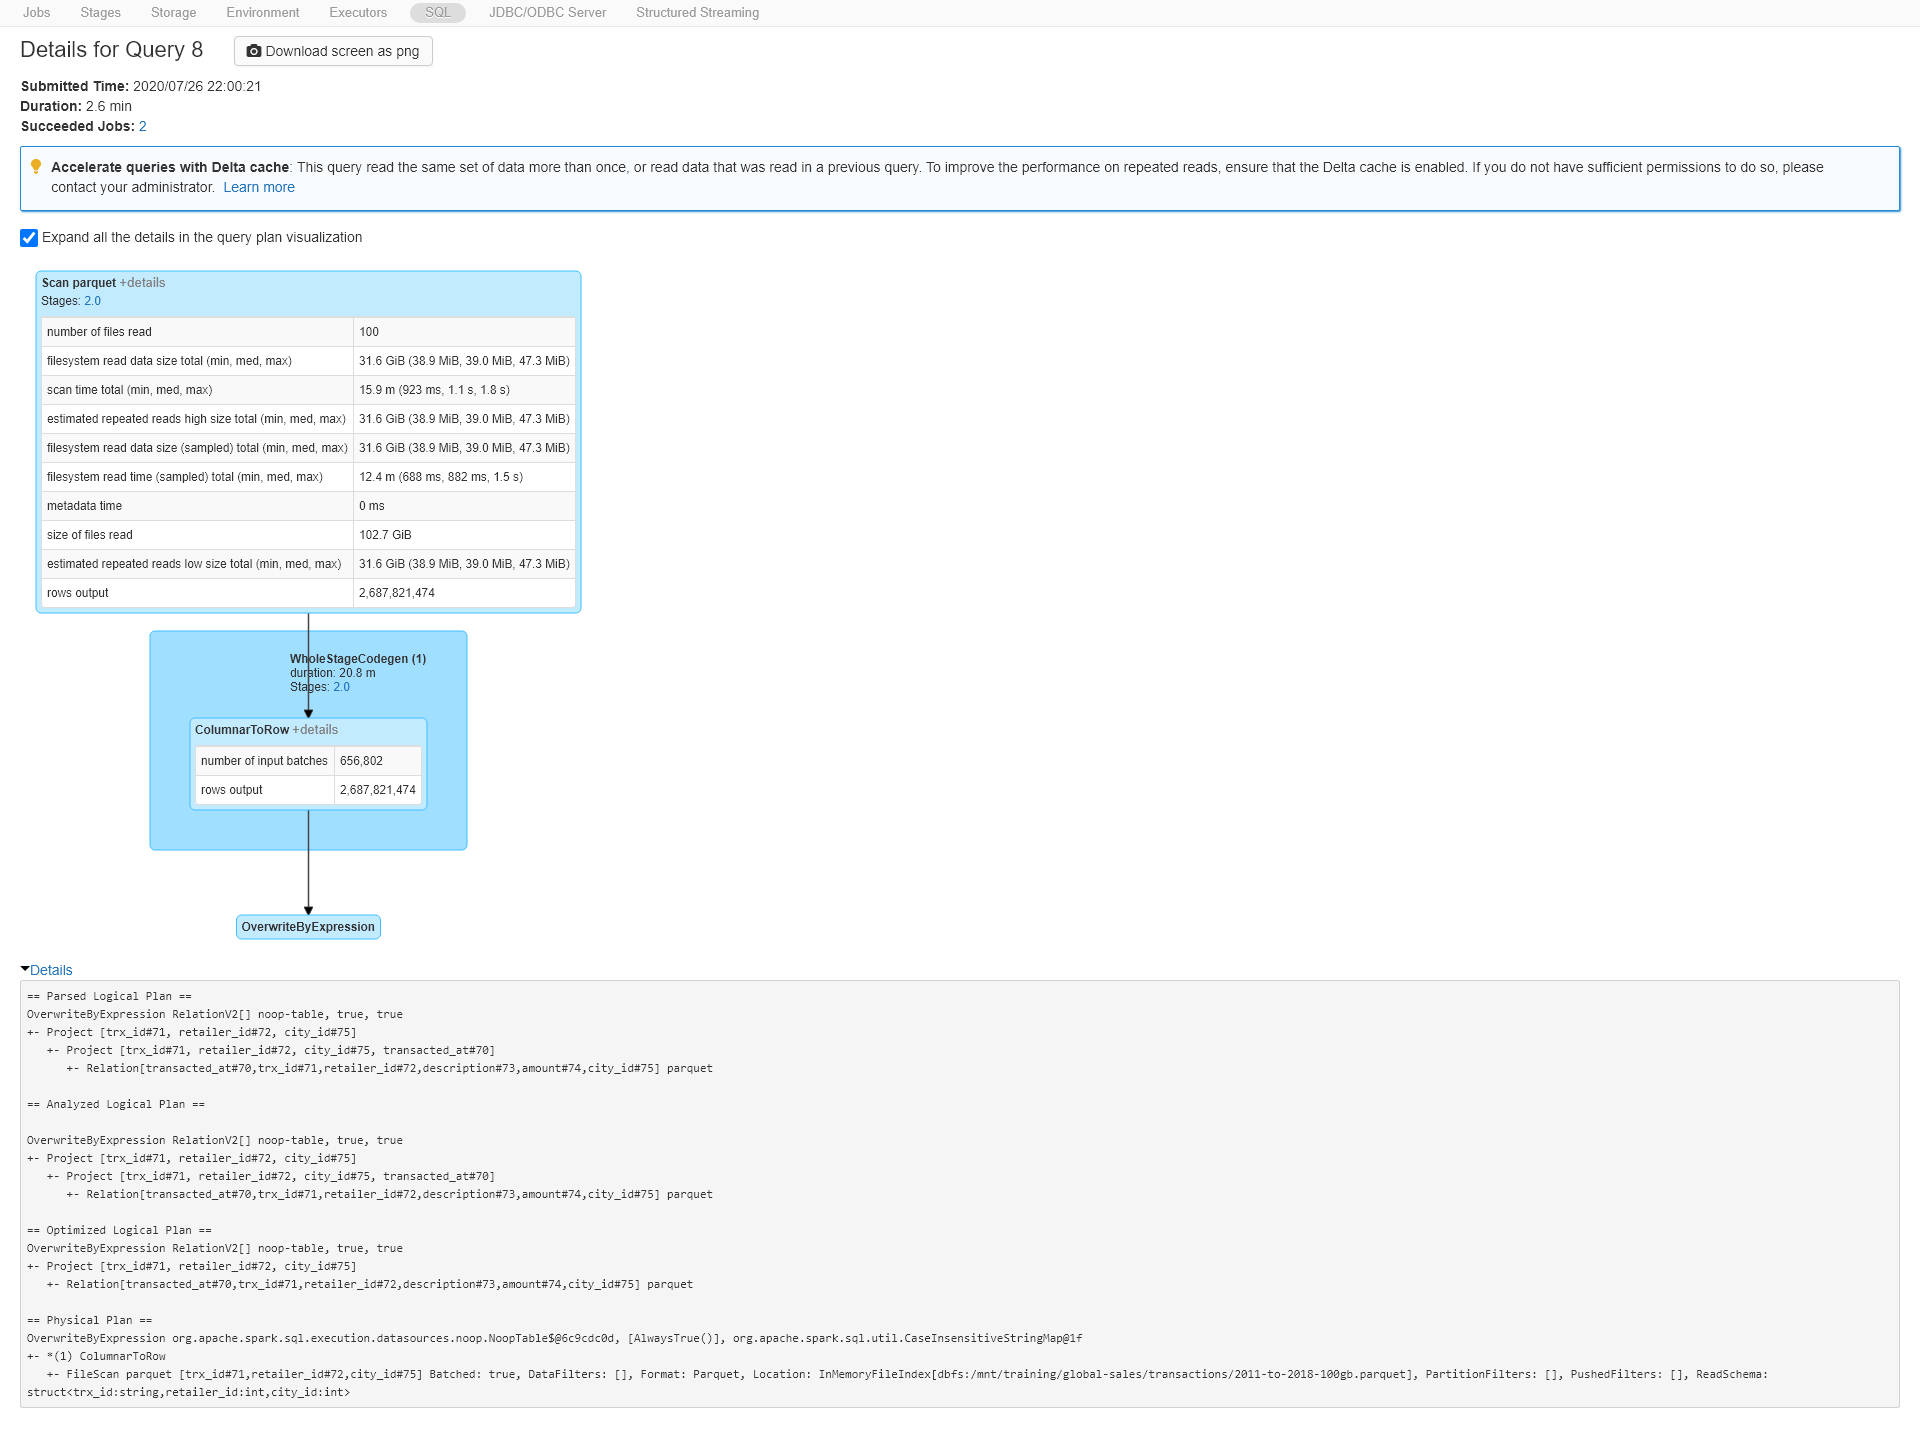 Jobs Stages Storage Environment Executors SQL JDBC/ODBC Server Structured Streaming
Details for Query 8 Download screen as png
Submitted Time: 2020/07/26 22:00:21
Duration: 2.6 min
Succeeded Jobs: 2
Accelerate queries with Delta cache: This query read the same set of data more than once, or read data that was read in a previous query. To improve the performance on repeated reads, ensure that the Delta cache is enabled. If you do not have sufficient permissions to do so, please
contact your administrator. Learn more
Expand all the details in the query plan visualization
Scan parquet +details
Stages: 2.0
number of files read 100
filesystem read data size total (min, med, max) 31.6 GiB (38.9 MiB, 39.0 MiB, 47.3 MiB)
scan time total (min, med, max) 15.9 m (923 ms, 1.1 s, 1.8 s)
estimated repeated reads high size total (min, med, max) 31.6 GiB (38.9 MiB, 39.0 MiB, 47.3 MiB)
filesystem read data size (sampled) total (min, med, max) 31.6 GiB (38.9 MiB, 39.0 MiB, 47.3 MiB)
filesystem read time (sampled) total (min, med, max) 12.4 m (688 ms, 882 ms, 1.5 s)
metadata time 0 ms
size of files read 102.7 GiB
estimated repeated reads low size total (min, med, max) 31.6 GiB (38.9 MiB, 39.0 MiB, 47.3 MiB)
rows output 2,687,821,474
WholeStageCodegen (1)
duration: 20.8 m
Stages: 2.0
ColumnarToRow +details
number of input batches 656,802
rows output 2,687,821,474
OverwriteByExpression
Details
== Parsed Logical Plan ==
OverwriteByExpression RelationV2[] noop-table, true, true
+- Project [trx_id#71, retailer_id#72, city_id#75]
   +- Project [trx_id#71, retailer_id#72, city_id#75, transacted_at#70]
      +- Relation[transacted_at#70,trx_id#71,retailer_id#72,description#73,amount#74,city_id#75] parquet
== Analyzed Logical Plan ==
OverwriteByExpression RelationV2[] noop-table, true, true
+- Project [trx_id#71, retailer_id#72, city_id#75]
   +- Project [trx_id#71, retailer_id#72, city_id#75, transacted_at#70]
      +- Relation[transacted_at#70,trx_id#71,retailer_id#72,description#73,amount#74,city_id#75] parquet
== Optimized Logical Plan ==
OverwriteByExpression RelationV2[] noop-table, true, true
+- Project [trx_id#71, retailer_id#72, city_id#75]
   +- Relation[transacted_at#70,trx_id#71,retailer_id#72,description#73,amount#74,city_id#75] parquet
== Physical Plan ==
OverwriteByExpression org.apache.spark.sql.execution.datasources.noop.NoopTable$@6c9cdc0d, [AlwaysTrue()], org.apache.spark.sql.util.CaseInsensitiveStringMap@1f
+- *(1) ColumnarToRow
   +- FileScan parquet [trx_id#71,retailer_id#72,city_id#75] Batched: true, DataFilters: [], Format: Parquet, Location: InMemoryFileIndex[dbfs:/mnt/training/global-sales/transactions/2011-to-2018-100gb.parquet], PartitionFilters: [], PushedFilters: [], ReadSchema:
struct<trx_id:string,retailer_id:int,city_id:int>